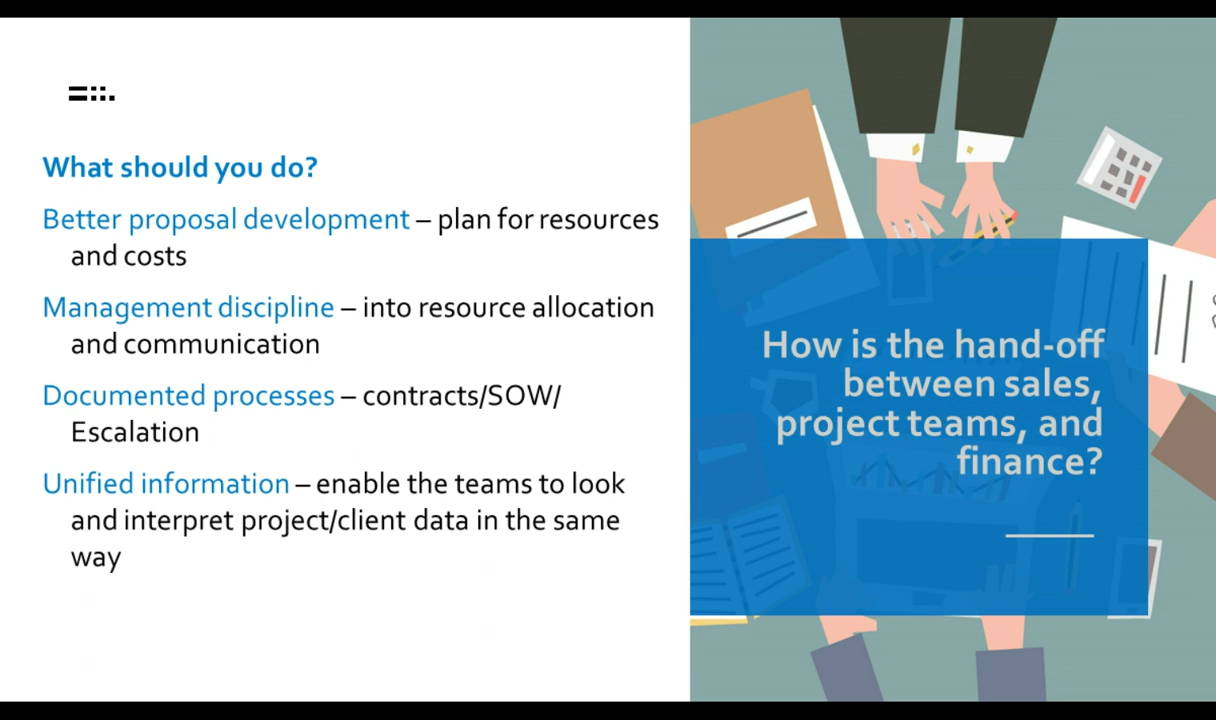 What should you do?
Better proposal development – plan for resources
and costs
Management discipline – into resource allocation
and communication
Documented processes – contracts/SOW/
Escalation
Unified information – enable the teams to look
and interpret project/client data in the same
way
How is the hand-off
between sales,
project teams, and
finance?